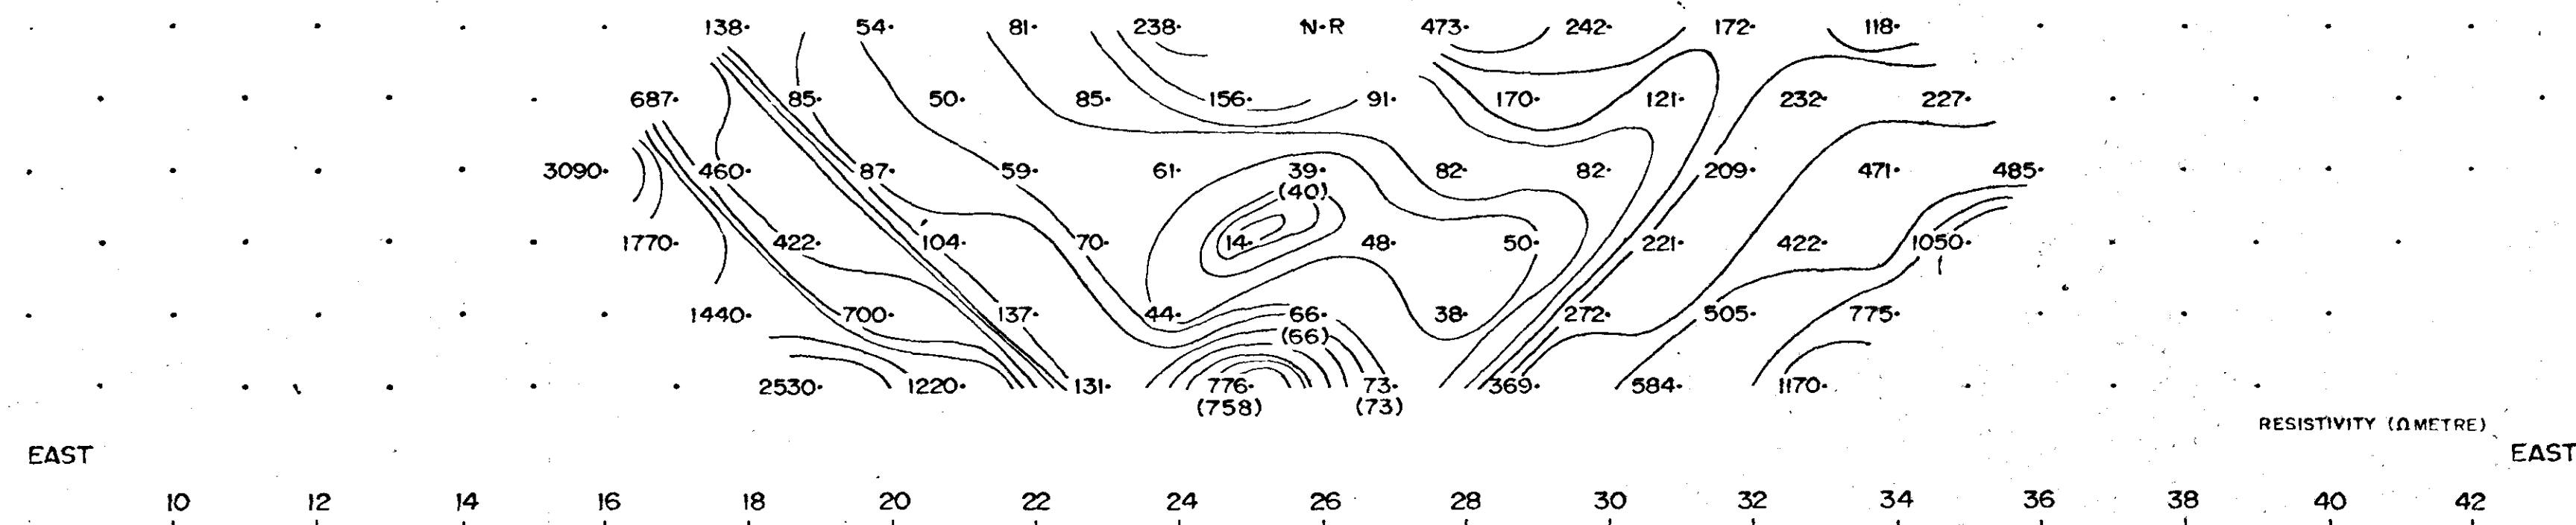 138 54 81 238 N·R 473 242 172 118
687 85 50 85 156 91 170 121 232 227
3090 460 87 59 61 39 82 82 209 471 485
(40)
1770 422 104 70 14 48 50 221 422 1050
1440 700 137 44 66 38 272 505 775
(66)
2530 1220 131 776 73 369 584 1170
(758) (73)
RESISTIVITY (Ω METRE)
EAST EAST
10 12 14 16 18 20 22 24 26 28 30 32 34 36 38 40 42